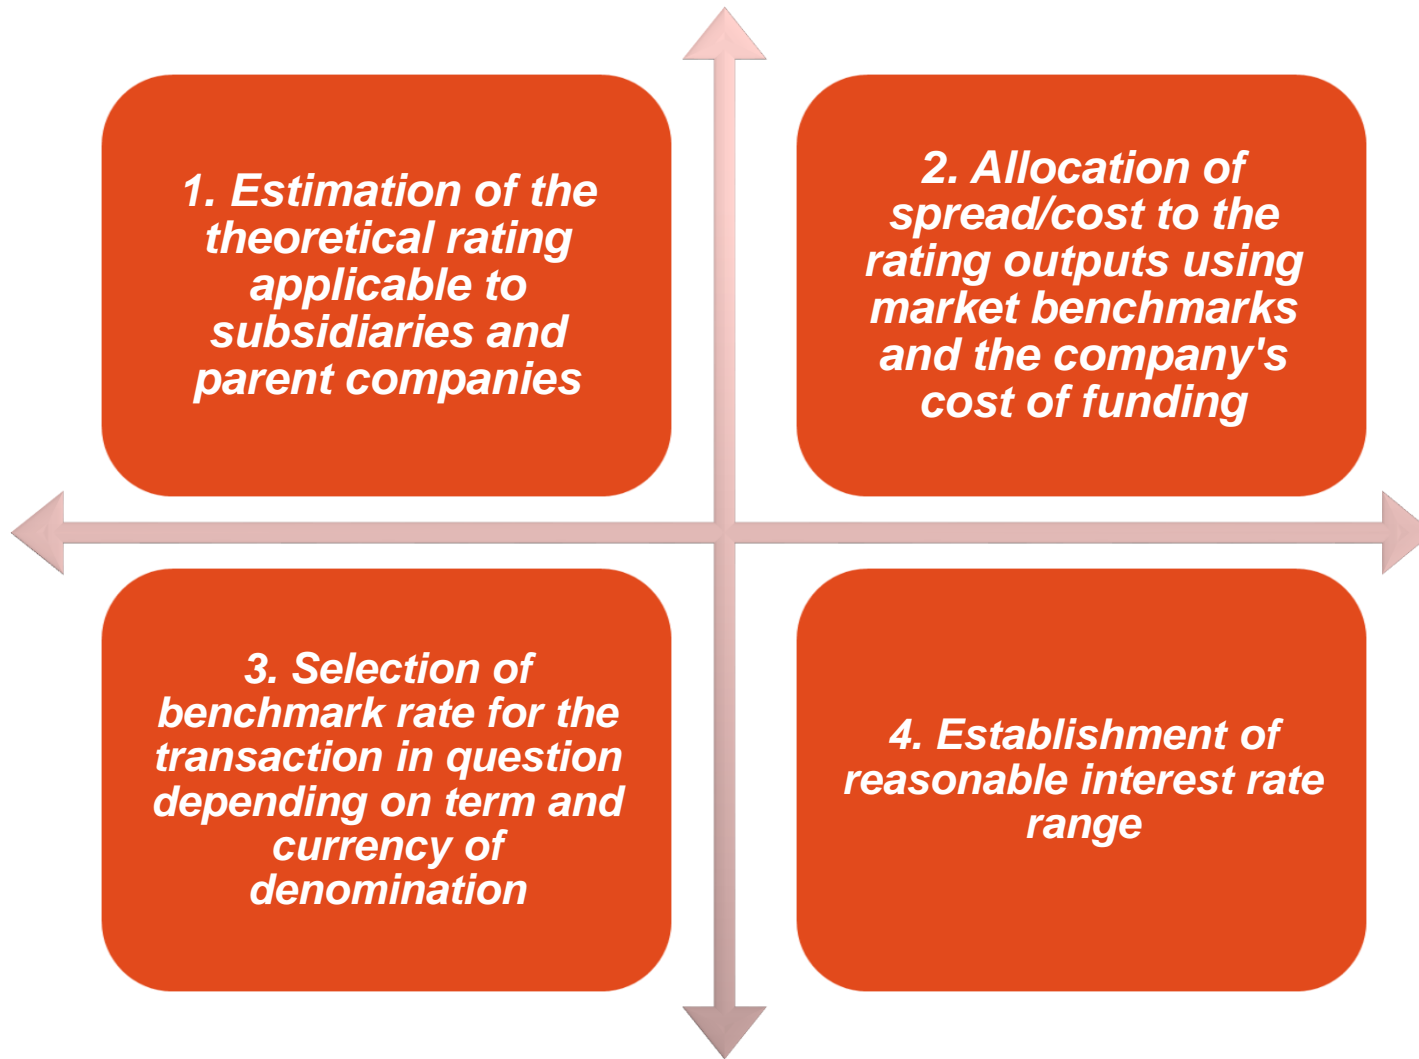 1. Estimation of the
theoretical rating
applicable to
subsidiaries and
parent companies
2. Allocation of
spread/cost to the
rating outputs using
market benchmarks
and the company's
cost of funding
3. Selection of
benchmark rate for the
transaction in question
depending on term and
currency of
denomination
4. Establishment of
reasonable interest rate
range